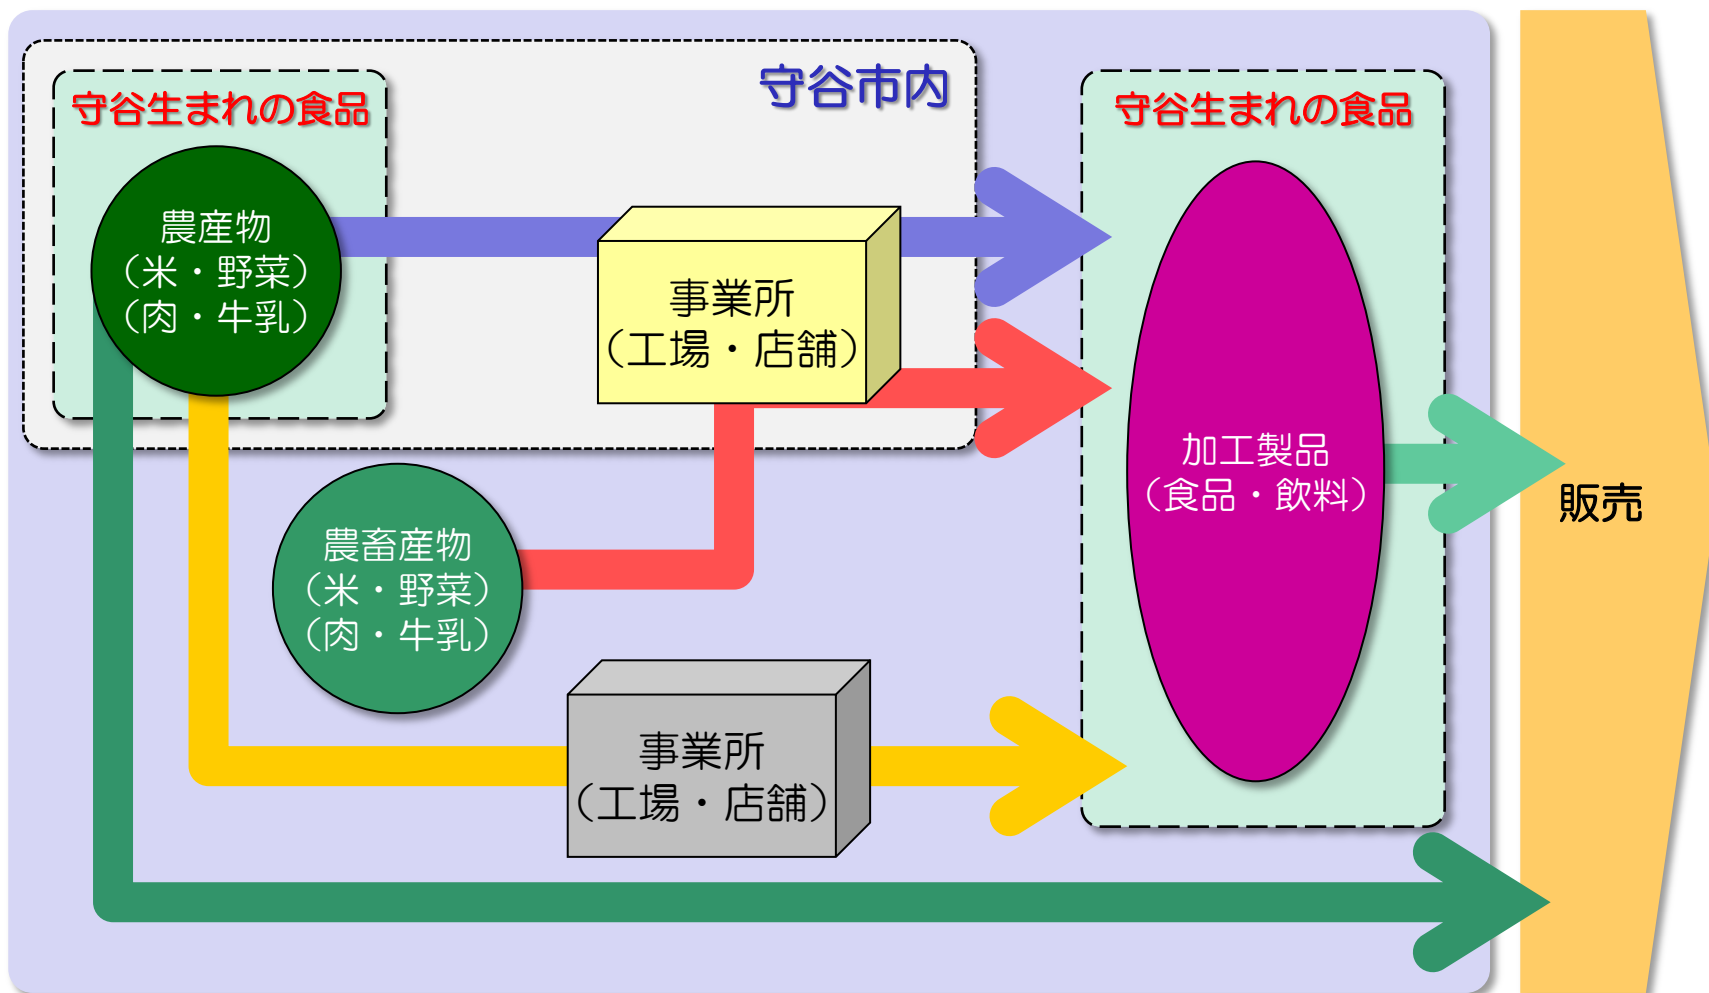 守谷市内
守谷生まれの食品
農産物
（米・野菜）
（肉・牛乳）
事業所
（工場・店舗）
農畜産物
（米・野菜）
（肉・牛乳）
事業所
（工場・店舗）
守谷生まれの食品
加工製品
（食品・飲料）
販売